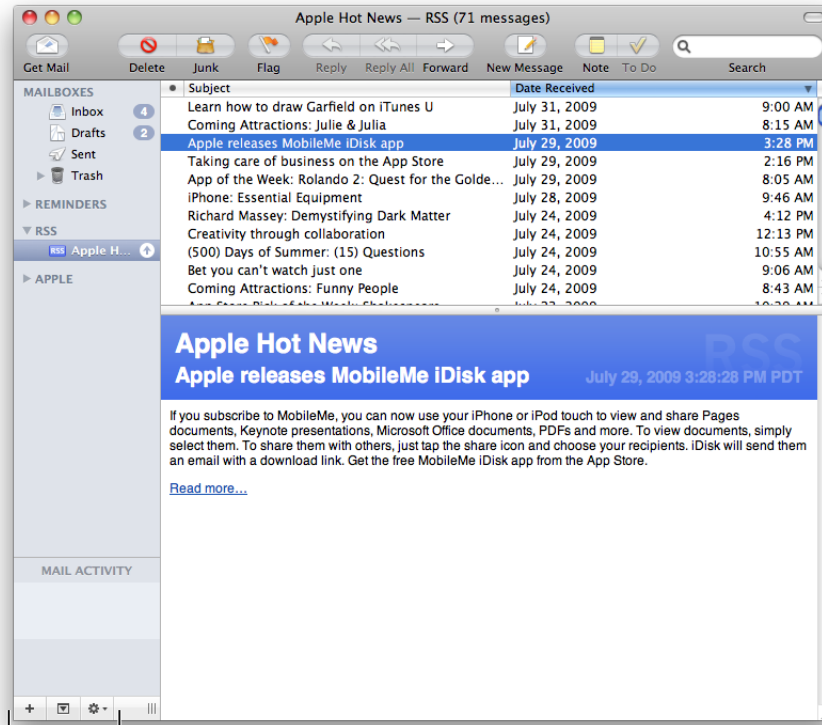 Apple Hot News — RSS (71 messages)
Get Mail Delete Junk Flag Reply Reply All Forward New Message Note To Do Search
MAILBOXES
Inbox 4
Drafts 2
Sent
Trash
REMINDERS
RSS
RSS Apple H...
APPLE
MAIL ACTIVITY
Subject Date Received
Learn how to draw Garfield on iTunes U July 31, 2009 9:00 AM
Coming Attractions: Julie & Julia July 31, 2009 8:15 AM
Apple releases MobileMe iDisk app July 29, 2009 3:28 PM
Taking care of business on the App Store July 29, 2009 2:16 PM
App of the Week: Rolando 2: Quest for the Golde... July 29, 2009 8:05 AM
iPhone: Essential Equipment July 28, 2009 9:46 AM
Richard Massey: Demystifying Dark Matter July 24, 2009 4:12 PM
Creativity through collaboration July 24, 2009 12:13 PM
(500) Days of Summer: (15) Questions July 24, 2009 10:55 AM
Bet you can't watch just one July 24, 2009 9:06 AM
Coming Attractions: Funny People July 24, 2009 8:43 AM
App Store Pick of the Week: Shakespeare
Apple Hot News RSS
Apple releases MobileMe iDisk app July 29, 2009 3:28:28 PM PDT
If you subscribe to MobileMe, you can now use your iPhone or iPod touch to view and share Pages
documents, Keynote presentations, Microsoft Office documents, PDFs and more. To view documents, simply
select them. To share them with others, just tap the share icon and choose your recipients. iDisk will send them
an email with a download link. Get the free MobileMe iDisk app from the App Store.
Read more...